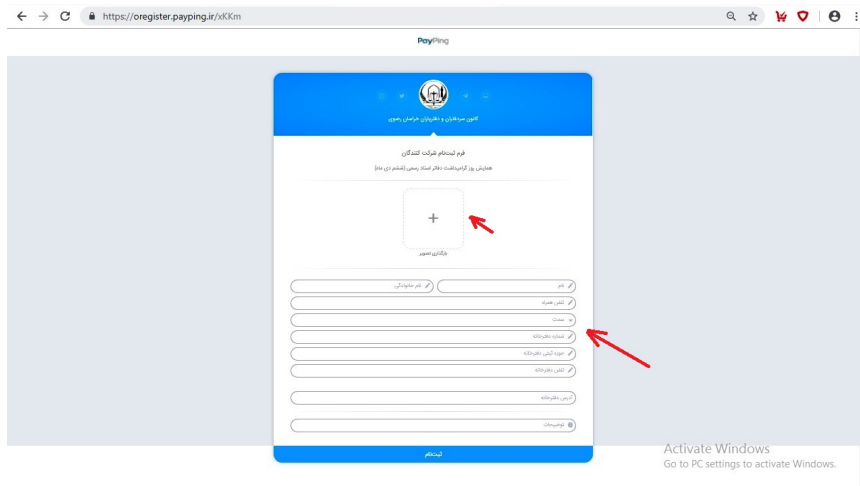 https://oregister.payping.ir/xKKm
PayPing
کانون سردفتران و دفتریاران خراسان رضوی
فرم ثبت‌نام شرکت کنندگان
همایش روز گرامیداشت دفاتر اسناد رسمی (ششم دی ماه)
بارگذاری تصویر
نام
نام خانوادگی
تلفن همراه
سمت
شماره دفترخانه
حوزه ثبتی دفترخانه
تلفن دفترخانه
آدرس دفترخانه
توضیحات
ثبت‌نام
Activate Windows
Go to PC settings to activate Windows.